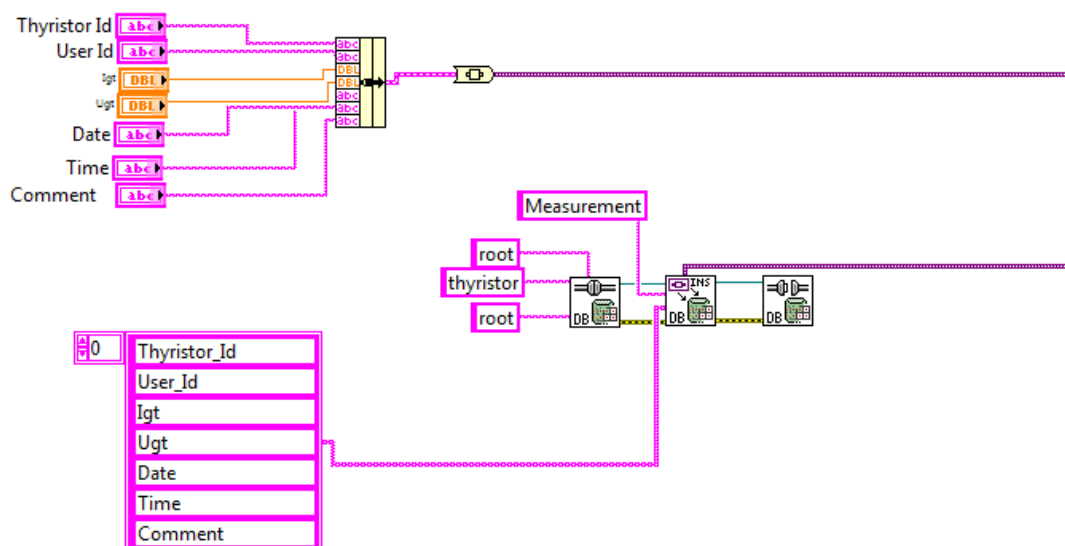 Thyristor Id abc
User Id abc
Igt DBL
Ugt DBL
Date abc
Time abc
Comment abc
abc
abc
DBL
DBL
abc
abc
abc
Measurement
root
thyristor
root
DB
INS
DB
DB
0
Thyristor_Id
User_Id
Igt
Ugt
Date
Time
Comment